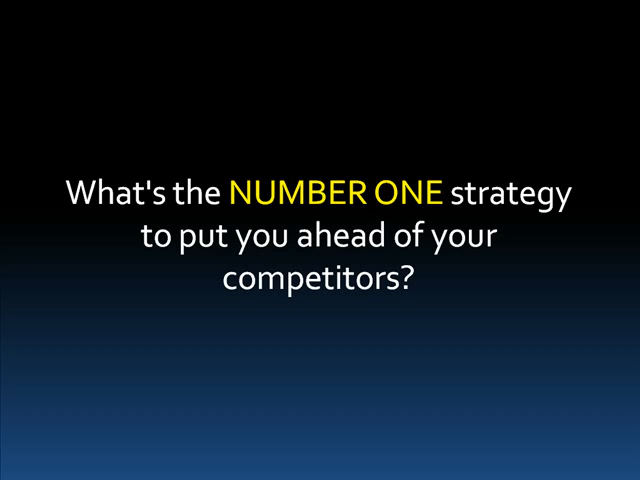 What's the NUMBER ONE strategy
to put you ahead of your
competitors?